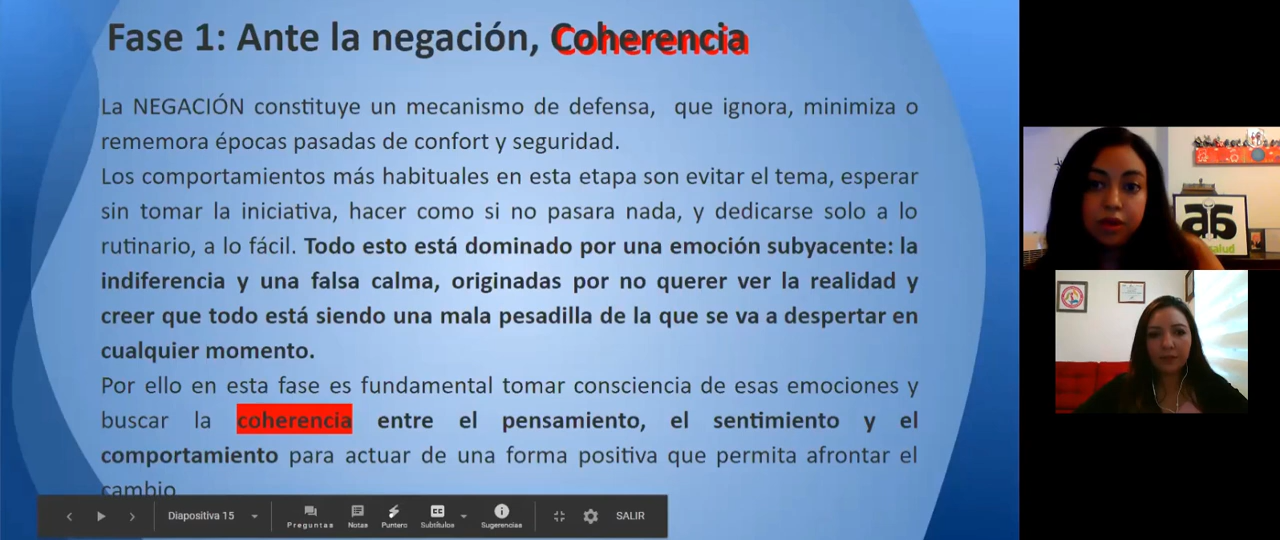 Fase 1: Ante la negación, Coherencia
La NEGACIÓN constituye un mecanismo de defensa, que ignora, minimiza o
rememora épocas pasadas de confort y seguridad.
Los comportamientos más habituales en esta etapa son evitar el tema, esperar
sin tomar la iniciativa, hacer como si no pasara nada, y dedicarse solo a lo
rutinario, a lo fácil. Todo esto está dominado por una emoción subyacente: la
indiferencia y una falsa calma, originadas por no querer ver la realidad y
creer que todo está siendo una mala pesadilla de la que se va a despertar en
cualquier momento.
Por ello en esta fase es fundamental tomar consciencia de esas emociones y
buscar la coherencia entre el pensamiento, el sentimiento y el
comportamiento para actuar de una forma positiva que permita afrontar el
cambio
Diapositiva 15
Preguntas
Notas
Puntero
Subtítulos
Sugerencias
SALIR
salud